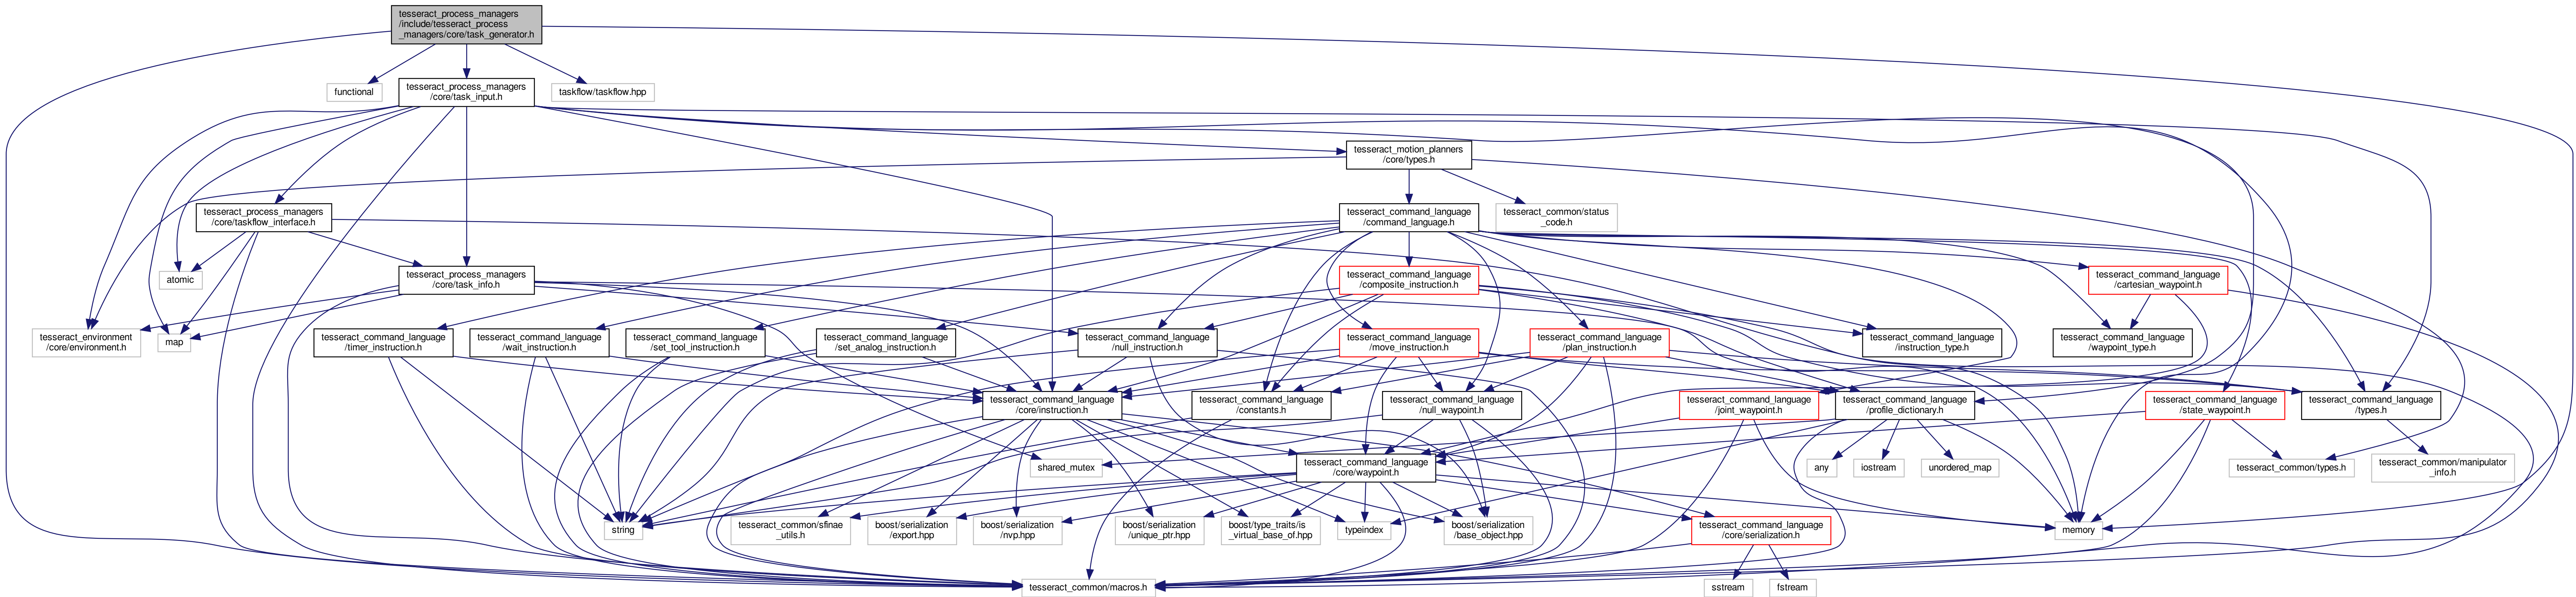 tesseract_process_managers
/include/tesseract_process
_managers/core/task_generator.h
functional
tesseract_process_managers
/core/task_input.h
taskflow/taskflow.hpp
tesseract_motion_planners
/core/types.h
tesseract_process_managers
/core/taskflow_interface.h
tesseract_command_language
/command_language.h
tesseract_common/status
_code.h
atomic
tesseract_process_managers
/core/task_info.h
tesseract_command_language
/composite_instruction.h
tesseract_command_language
/cartesian_waypoint.h
tesseract_environment
/core/environment.h
map
tesseract_command_language
/timer_instruction.h
tesseract_command_language
/wait_instruction.h
tesseract_command_language
/set_tool_instruction.h
tesseract_command_language
/set_analog_instruction.h
tesseract_command_language
/null_instruction.h
tesseract_command_language
/move_instruction.h
tesseract_command_language
/plan_instruction.h
tesseract_command_language
/instruction_type.h
tesseract_command_language
/waypoint_type.h
tesseract_command_language
/core/instruction.h
tesseract_command_language
/constants.h
tesseract_command_language
/null_waypoint.h
tesseract_command_language
/joint_waypoint.h
tesseract_command_language
/profile_dictionary.h
tesseract_command_language
/state_waypoint.h
tesseract_command_language
/types.h
shared_mutex
tesseract_command_language
/core/waypoint.h
any
iostream
unordered_map
tesseract_common/types.h
tesseract_common/manipulator
_info.h
string
tesseract_common/sfinae
_utils.h
boost/serialization
/export.hpp
boost/serialization
/nvp.hpp
boost/serialization
/unique_ptr.hpp
boost/type_traits/is
_virtual_base_of.hpp
typeindex
boost/serialization
/base_object.hpp
tesseract_command_language
/core/serialization.h
memory
tesseract_common/macros.h
sstream
fstream